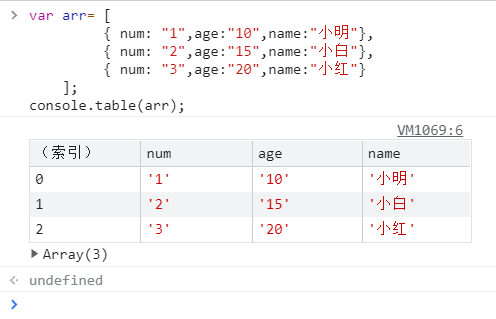 var arr= [
{ num: "1",age:"10",name:"小明"},
{ num: "2",age:"15",name:"小白"},
{ num: "3",age:"20",name:"小红"}
];
console.table(arr);
VM1069:6
（索引） num age name
0 '1' '10' '小明'
1 '2' '15' '小白'
2 '3' '20' '小红'
Array(3)
undefined